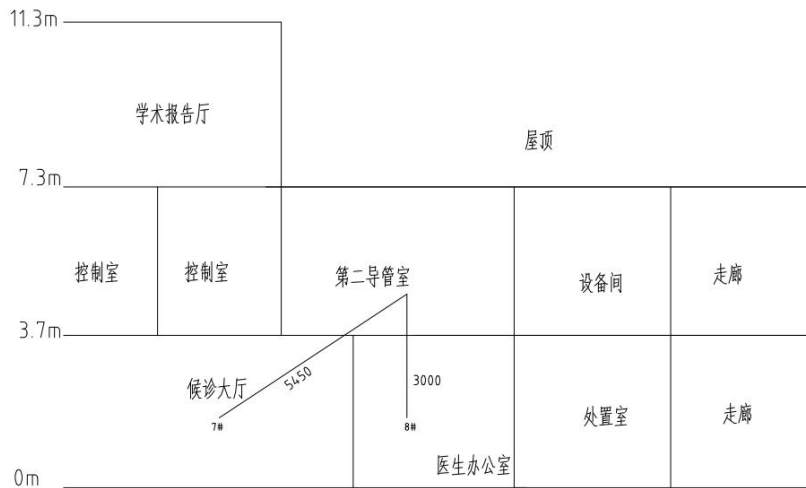 11.3m
学术报告厅
屋顶
7.3m
控制室
控制室
第二导管室
设备间
走廊
3.7m
5450
3000
候诊大厅
7#
8#
处置室
走廊
医生办公室
0m